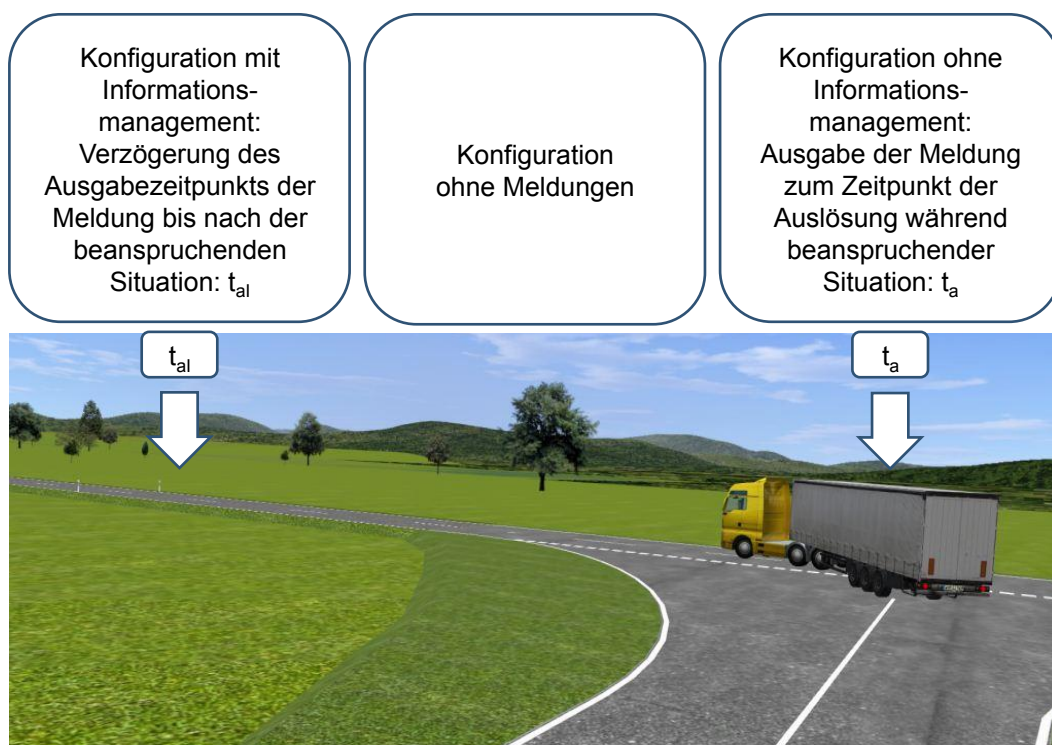 Konfiguration mit
Informations-
management:
Verzögerung des
Ausgabezeitpunkts der
Meldung bis nach der
beanspruchenden
Situation: tal
Konfiguration
ohne Meldungen
Konfiguration ohne
Informations-
management:
Ausgabe der Meldung
zum Zeitpunkt der
Auslösung während
beanspruchender
Situation: ta
tal
ta